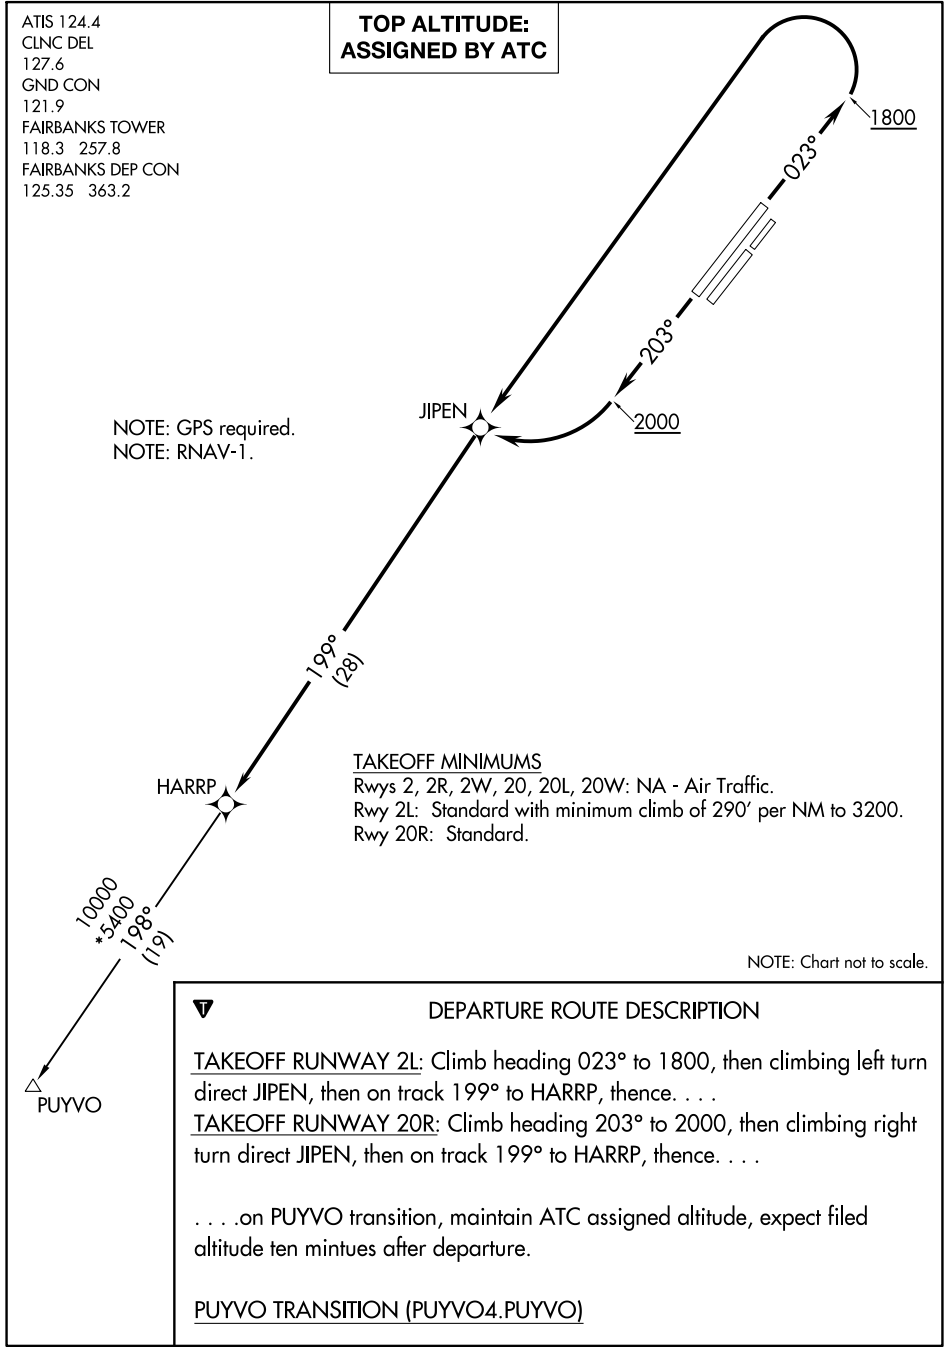 ATIS 124.4
CLNC DEL
127.6
GND CON
121.9
FAIRBANKS TOWER
118.3 257.8
FAIRBANKS DEP CON
125.35 363.2
TOP ALTITUDE:
ASSIGNED BY ATC
1800
023°
203°
2000
JIPEN
NOTE: GPS required.
NOTE: RNAV-1.
199°
(28)
HARRP
TAKEOFF MINIMUMS
Rwys 2, 2R, 2W, 20, 20L, 20W: NA - Air Traffic.
Rwy 2L: Standard with minimum climb of 290' per NM to 3200.
Rwy 20R: Standard.
10000
*5400
198°
(19)
PUYVO
NOTE: Chart not to scale.
T
DEPARTURE ROUTE DESCRIPTION
TAKEOFF RUNWAY 2L: Climb heading 023° to 1800, then climbing left turn
direct JIPEN, then on track 199° to HARRP, thence. . . .
TAKEOFF RUNWAY 20R: Climb heading 203° to 2000, then climbing right
turn direct JIPEN, then on track 199° to HARRP, thence. . . .
. . . .on PUYVO transition, maintain ATC assigned altitude, expect filed
altitude ten mintues after departure.
PUYVO TRANSITION (PUYVO4.PUYVO)